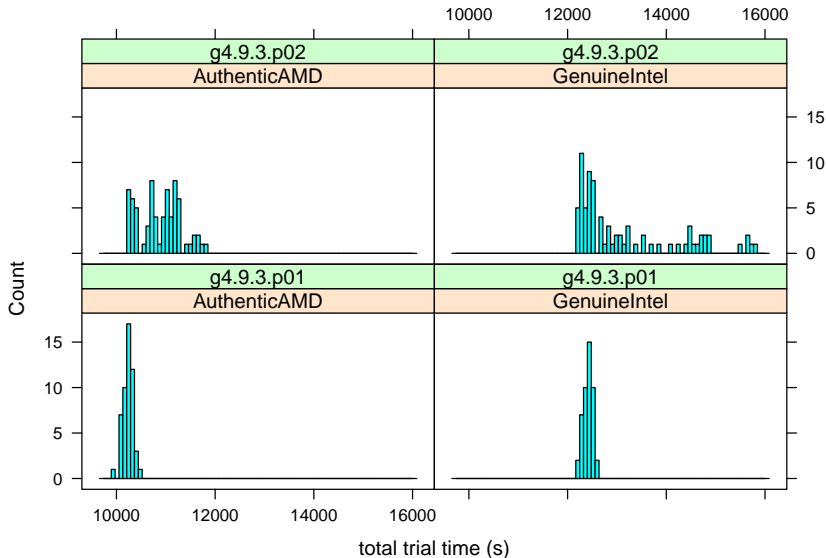 10000 12000 14000 16000
g4.9.3.p02
AuthenticAMD
g4.9.3.p02
GenuineIntel
15
10
5
0
g4.9.3.p01
AuthenticAMD
g4.9.3.p01
GenuineIntel
Count
15
10
5
0
10000 12000 14000 16000
total trial time (s)